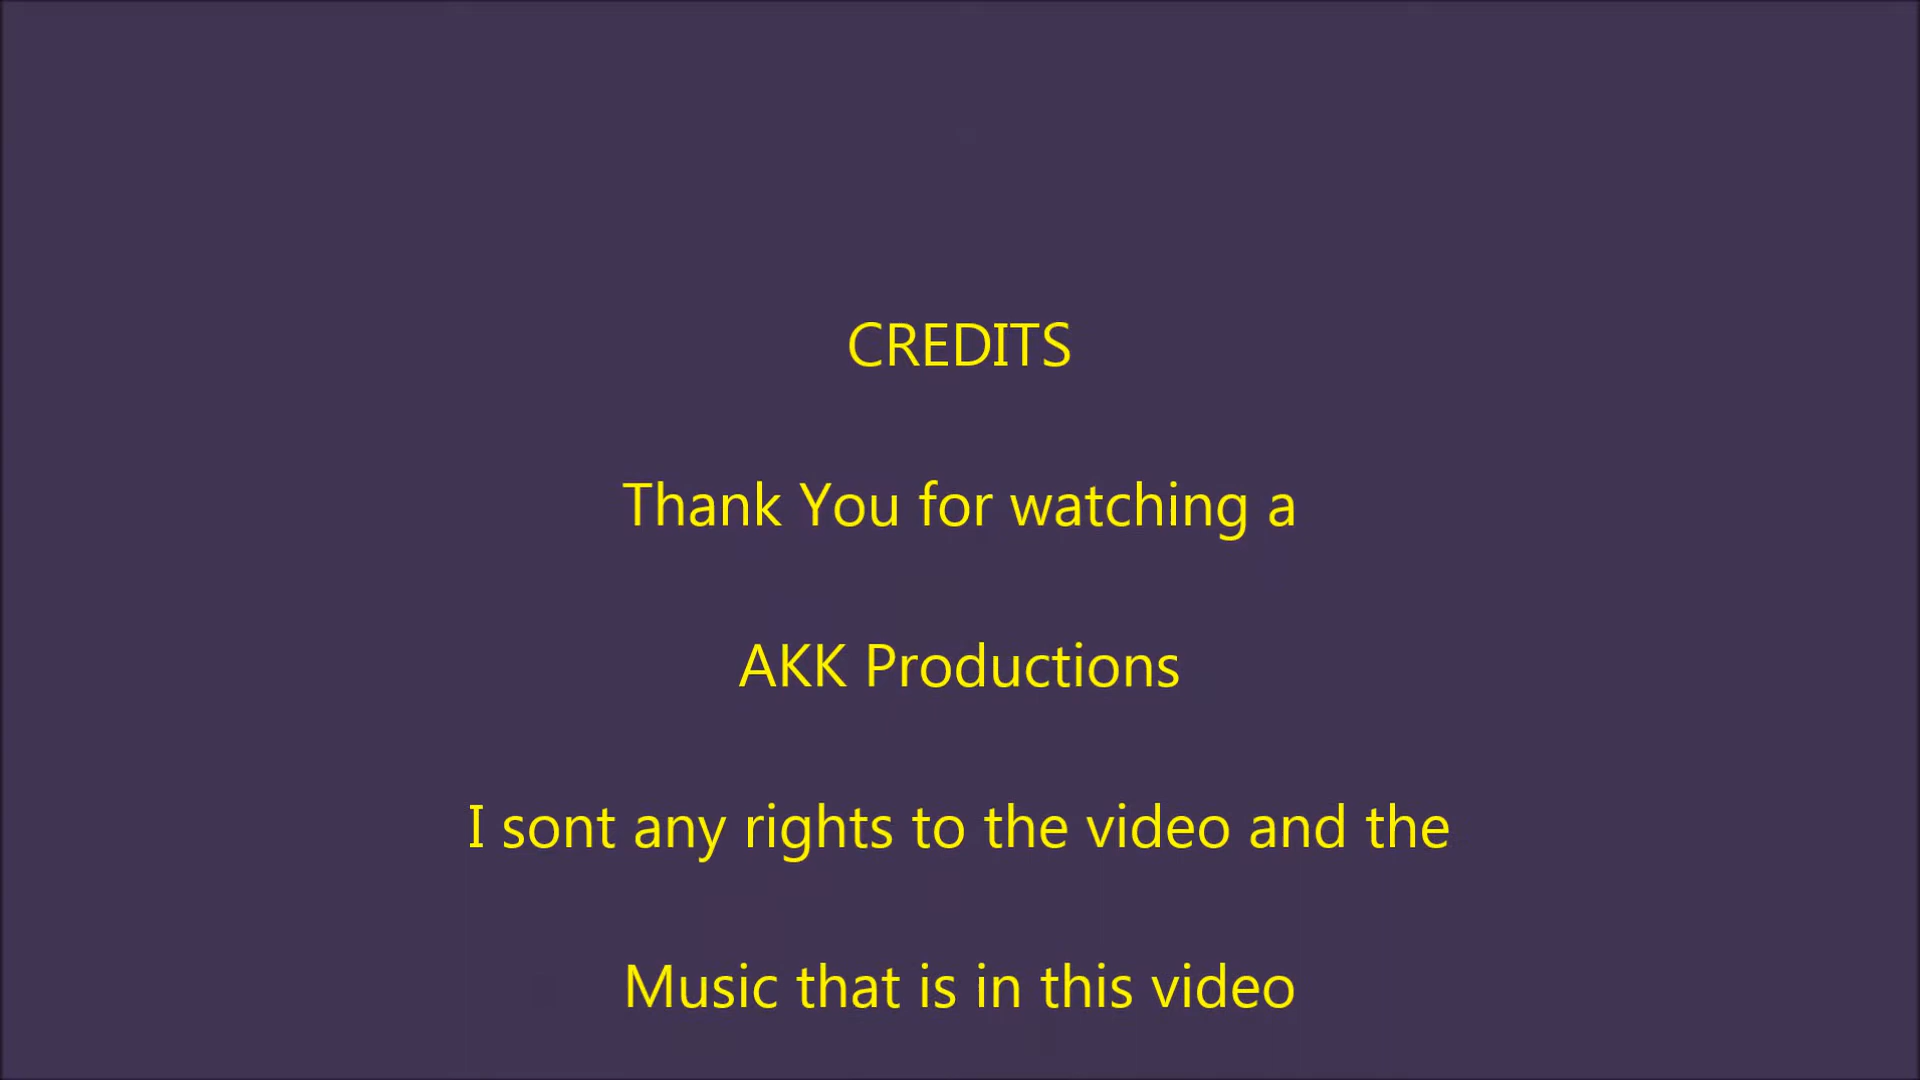 CREDITS
Thank You for watching a
AKK Productions
I sont any rights to the video and the
Music that is in this video